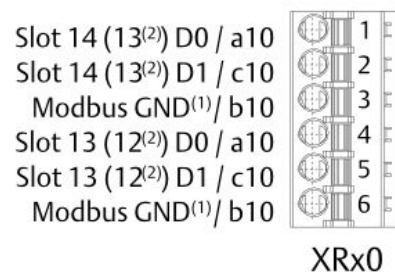 Slot 14 (13⁽²⁾) D0 / a10 1
Slot 14 (13⁽²⁾) D1 / c10 2
Modbus GND⁽¹⁾/ b10 3
Slot 13 (12⁽²⁾) D0 / a10 4
Slot 13 (12⁽²⁾) D1 / c10 5
Modbus GND⁽¹⁾/ b10 6
XRx0